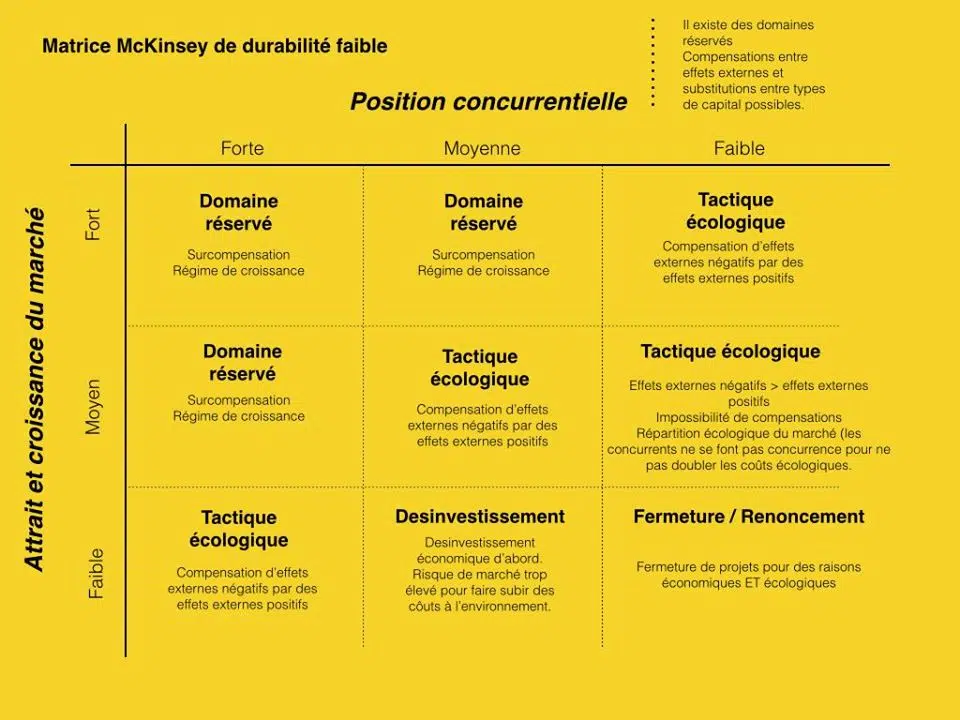 Matrice McKinsey de durabilité faible
Il existe des domaines
réservés
Compensations entre
effets externes et
substitutions entre types
de capital possibles.
Position concurrentielle
Forte
Moyenne
Faible
Attrait et croissance du marché
Fort
Domaine
réservé
Surcompensation
Régime de croissance
Domaine
réservé
Surcompensation
Régime de croissance
Tactique
écologique
Compensation d'effets
externes négatifs par des
effets externes positifs
Moyen
Domaine
réservé
Surcompensation
Régime de croissance
Tactique
écologique
Compensation d'effets
externes négatifs par des
effets externes positifs
Tactique écologique
Effets externes négatifs > effets externes
positifs
Impossibilité de compensations
Répartition écologique du marché (les
concurrents ne se font pas concurrence pour ne
pas doubler les coûts écologiques.
Faible
Tactique
écologique
Compensation d'effets
externes négatifs par des
effets externes positifs
Desinvestissement
Desinvestissement
économique d'abord.
Risque de marché trop
élevé pour faire subir des
côuts à l'environnement.
Fermeture / Renoncement
Fermeture de projets pour des raisons
économiques ET écologiques